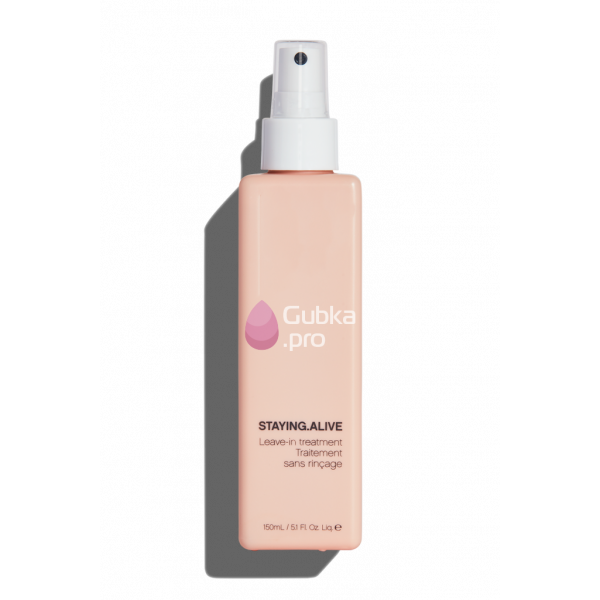 Gubka
.pro
STAYING.ALIVE
Leave-in treatment
Traitement
sans rinçage
150mL / 5.1 Fl. Oz. Liq. ℮